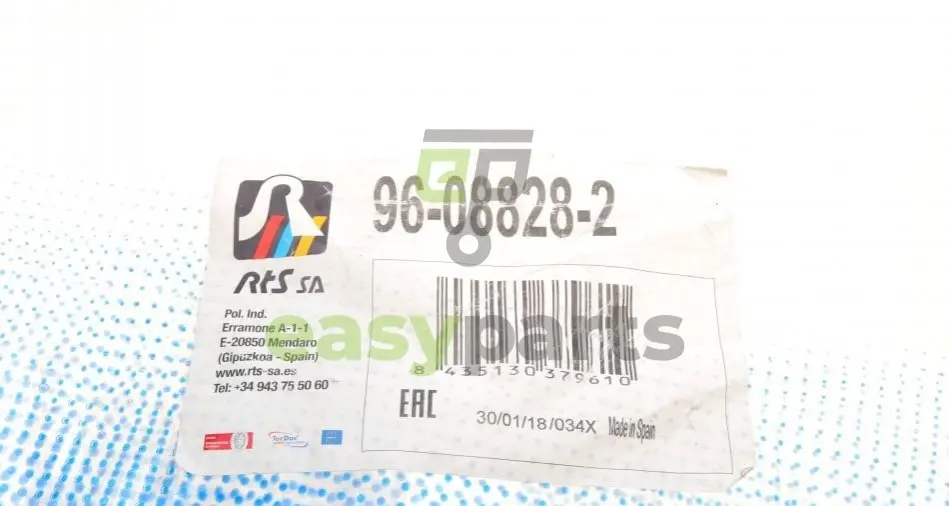 96-08828-2
RtS SA
Pol. Ind.
Erramone A-1-1
E-20850 Mendaro
(Gipuzkoa - Spain)
www.rts-sa.es
Tel: +34 943 75 50 60
easyparts
8 435130 379610
EAC
30/01/18/034X Made in Spain
TecDoc